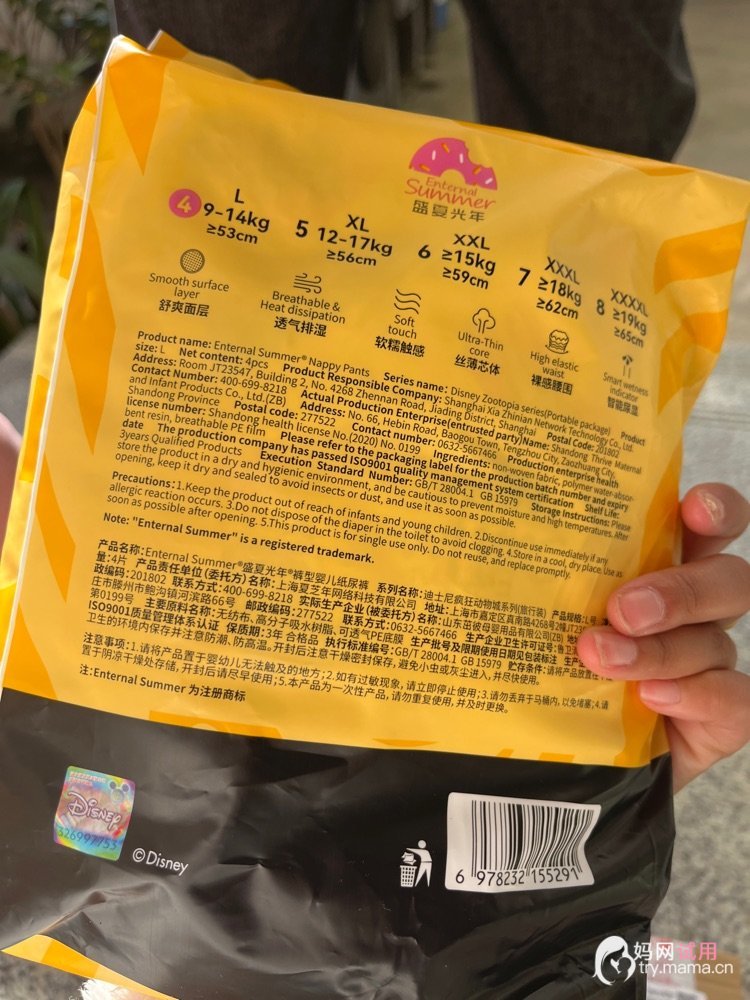 Enternal
Summer
盛夏光年
4
L
9-14kg
≥53cm
5
XL
12-17kg
≥56cm
6
XXL
≥15kg
≥59cm
7
XXXL
≥18kg
≥62cm
8
XXXXL
≥19kg
≥65cm
Smooth surface
layer
舒爽面层
Breathable &
Heat dissipation
透气排湿
Soft
touch
软糯触感
Ultra-Thin
core
丝薄芯体
High elastic
waist
裸感腰围
Smart wetness
indicator
智能尿显
Product name: Enternal Summer® Nappy Pants Series name: Disney Zootopia series(Portable package) Product
size: L Net content: 4pcs Product Responsible Company: Shanghai Xia Zhinian Network Technology Co., Ltd.
Address: Room JT23547, Building 2, No. 4268 Zhennan Road, Jiading District, Shanghai Postal Code: 201802
Contact Number: 400-699-8218 Actual Production Enterprise(entrusted party)Name: Shandong Thrive Maternal
and Infant Products Co., Ltd.(ZB) Address: No. 66, Hebin Road, Baogou Town, Tengzhou City, Zaozhuang City,
Shandong Province Postal code: 277522 Contact number: 0632-5667466 Production enterprise health
license number: Shandong health license No.(2020) No. 0199 Ingredients: non-woven fabric, polymer water-absor-
bent resin, breathable PE film Please refer to the packaging label for the production batch number and expiry
date The production company has passed ISO9001 quality management system certification Shelf Life:
3years Qualified Products Execution Standard Number: GB/T 28004.1 GB 15979 Storage Instructions: Please
store the product in a dry and hygienic environment, and be cautious to prevent moisture and high temperatures. After
opening, keep it dry and sealed to avoid insects or dust, and use it as soon as possible.
Precautions: 1.Keep the product out of reach of infants and young children. 2.Discontinue use immediately if any
allergic reaction occurs. 3.Do not dispose of the diaper in the toilet to avoid clogging. 4.Store in a cool, dry place. Use as
soon as possible after opening. 5.This product is for single use only. Do not reuse, and replace promptly.
Note: "Enternal Summer" is a registered trademark.
产品名称: Enternal Summer®盛夏光年®裤型婴儿纸尿裤 系列名称: 迪士尼疯狂动物城系列(旅行装) 产品规格: L号
量: 4片 产品责任单位(委托方)名称: 上海夏芝年网络科技有限公司 地址: 上海市嘉定区真南路4268号2幢JT23
政编码: 201802 联系方式: 400-699-8218 实际生产企业(被委托方)名称: 山东茁彼母婴用品有限公司(ZB) 地
庄市滕州市鲍沟镇河滨路66号 邮政编码: 277522 联系方式: 0632-5667466 生产企业卫生许可证号: 鲁卫
第0199号 主要原料名称: 无纺布、高分子吸水树脂、可透气PE底膜 生产批号及限期使用日期见包装标注 生产企
ISO9001质量管理体系认证 保质期: 3年 合格品 执行标准编号: GB/T 28004.1 GB 15979 贮存条件: 请将产品放置在干
卫生的环境内保存并注意防潮、防高温。开封后注意干燥密封保存, 避免小虫或灰尘进入, 并尽快使用。
注意事项: 1.请将产品置于婴幼儿无法触及的地方; 2.如有过敏现象, 请立即停止使用; 3.请勿丢弃于马桶内, 以免堵塞; 4.请
置于阴凉干燥处存储, 开封后请尽早使用; 5.本产品为一次性产品, 请勿重复使用, 并及时更换。
注: Enternal Summer 为注册商标
Disney
326997753
©Disney
6 978232 155291
妈网试用
try.mama.cn